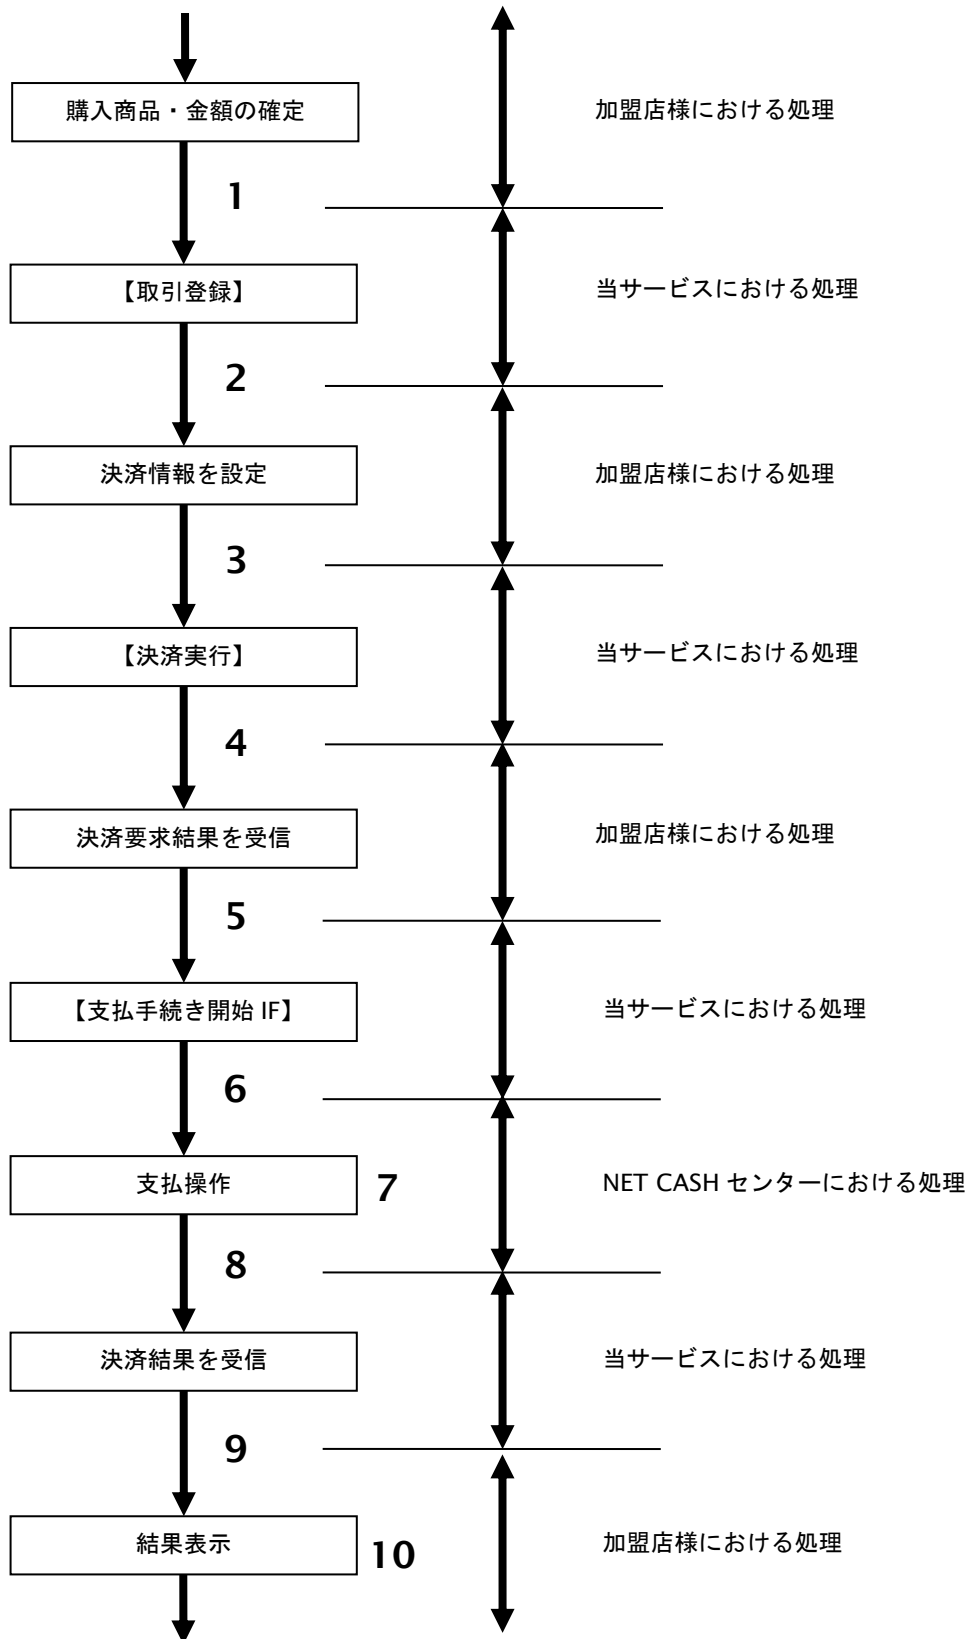 購入商品・金額の確定
加盟店様における処理
1
【取引登録】
当サービスにおける処理
2
決済情報を設定
加盟店様における処理
3
【決済実行】
当サービスにおける処理
4
決済要求結果を受信
加盟店様における処理
5
【支払手続き開始 IF】
当サービスにおける処理
6
支払操作
7
NET CASH センターにおける処理
8
決済結果を受信
当サービスにおける処理
9
結果表示
10
加盟店様における処理